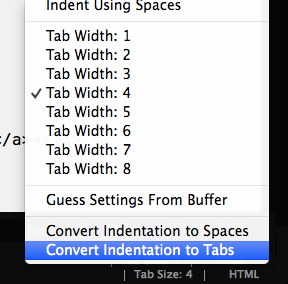 Indent Using Spaces
Tab Width: 1
Tab Width: 2
Tab Width: 3
Tab Width: 4
Tab Width: 5
Tab Width: 6
Tab Width: 7
Tab Width: 8
</a>
Guess Settings From Buffer
Convert Indentation to Spaces
Convert Indentation to Tabs
Tab Size: 4
HTML